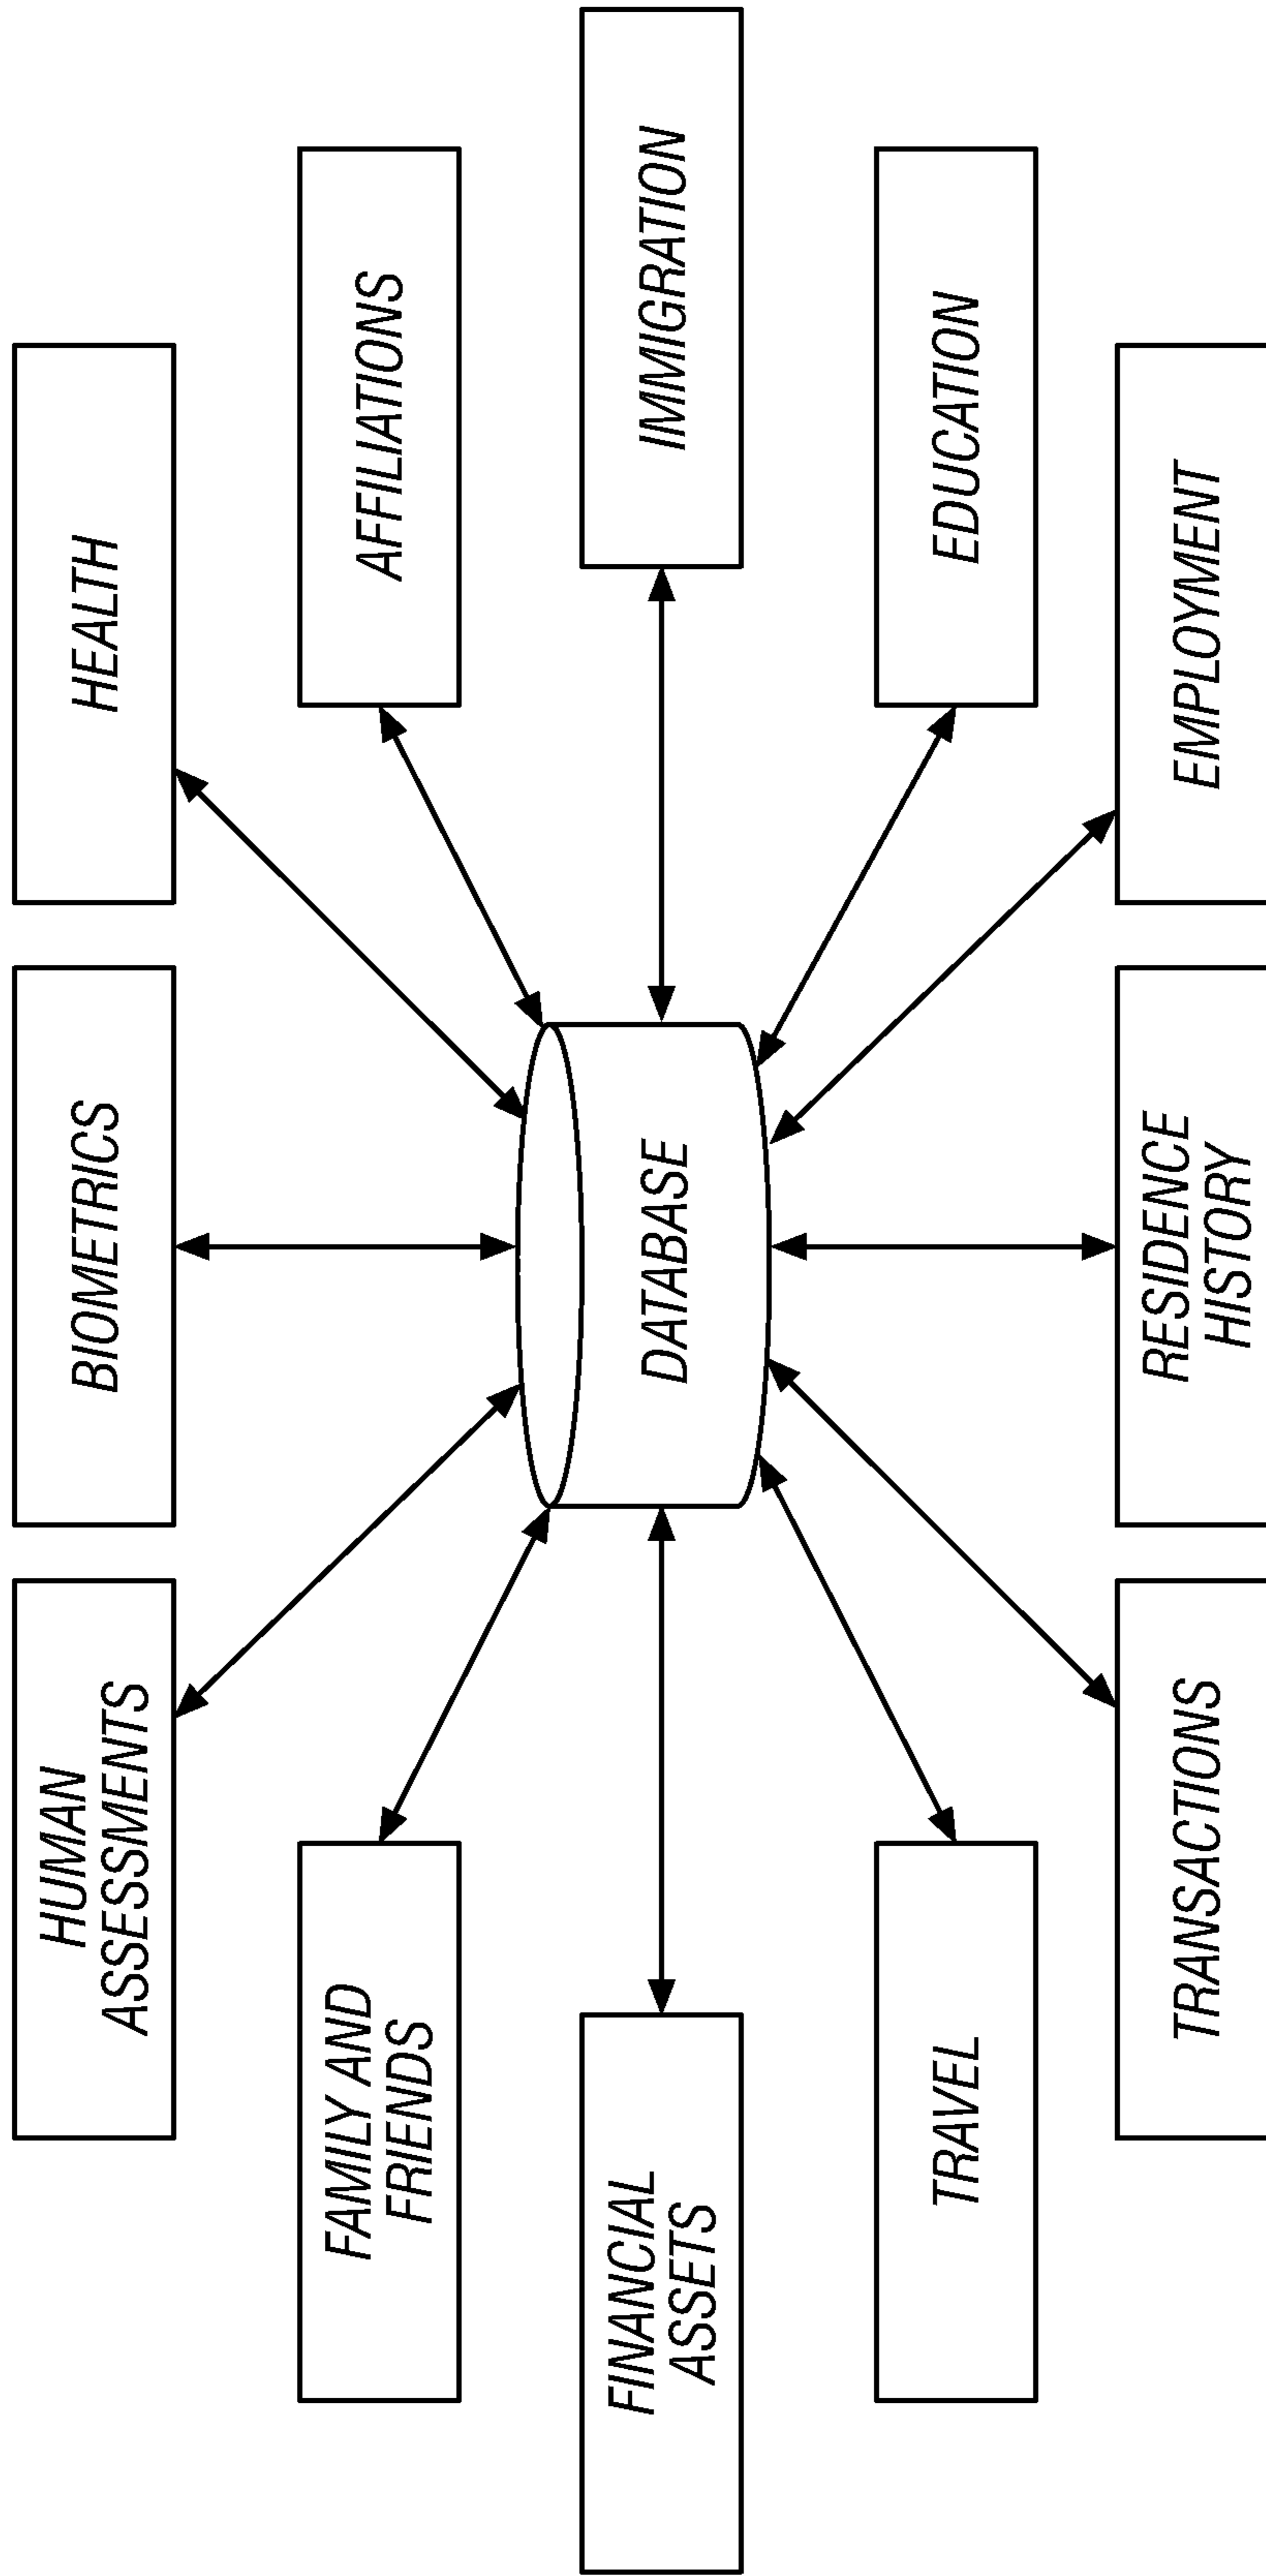 HUMAN
ASSESSMENTS
BIOMETRICS
HEALTH
FAMILY AND
FRIENDS
AFFILIATIONS
FINANCIAL
ASSETS
DATABASE
IMMIGRATION
TRAVEL
EDUCATION
TRANSACTIONS
RESIDENCE
HISTORY
EMPLOYMENT